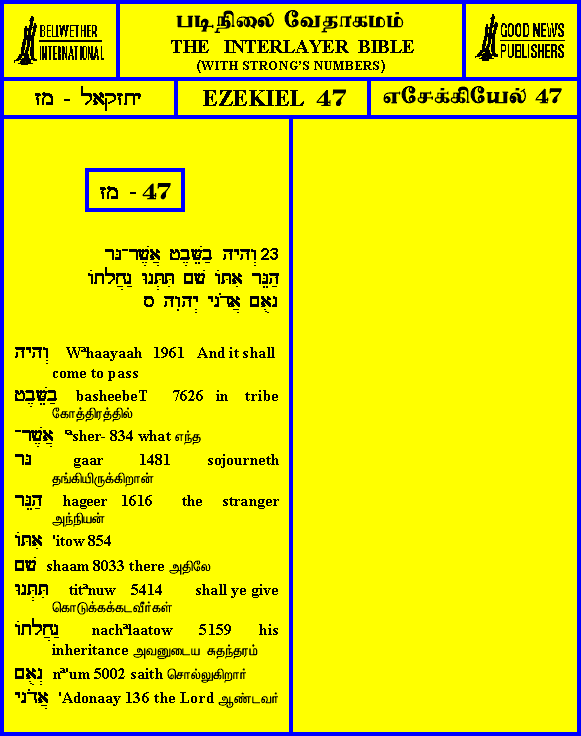 BELLWETHER
INTERNATIONAL
படிநிலை வேதாகமம்
THE INTERLAYER BIBLE
(WITH STRONG'S NUMBERS)
GOOD NEWS
PUBLISHERS
יחזקאל - מז
EZEKIEL 47
எசேக்கியேல் 47
מז - 47
23 וְהָיָה בַשֵּׁבֶט אֲשֶׁר־גָּר
הַגֵּר אִתּוֹ שָׁם תִּתְּנוּ נַחֲלָתוֹ
נְאֻם אֲדֹנָי יְהוִה ס
וְהָיָה Wªhaayaah 1961 And it shall
come to pass
בַשֵּׁבֶט basheebeT 7626 in tribe
கோத்திரத்தில்
אֲשֶׁר־ 'ªsher- 834 what எந்த
גָּר gaar 1481 sojourneth
தங்கியிருக்கிறான்
הַגֵּר hageer 1616 the stranger
அந்நியன்
אִתּוֹ 'itow 854
שָׁם shaam 8033 there அதிலே
תִּתְּנוּ titªnuw 5414 shall ye give
கொடுக்கக்கடவீர்கள்
נַחֲלָתוֹ nachªlaatow 5159 his
inheritance அவனுடைய சுதந்தரம்
נְאֻם nª'um 5002 saith சொல்லுகிறார்
אֲדֹנָי 'Adonaay 136 the Lord ஆண்டவர்